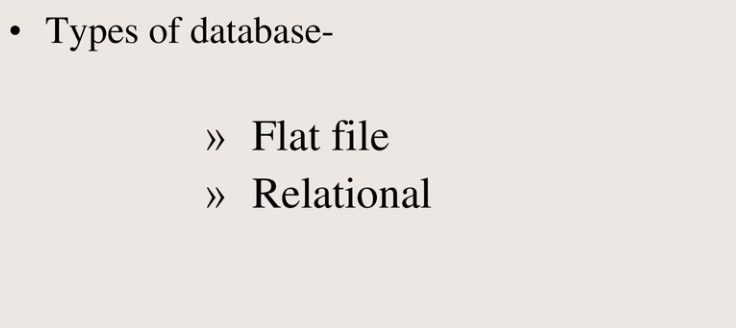 • Types of database-
» Flat file
» Relational